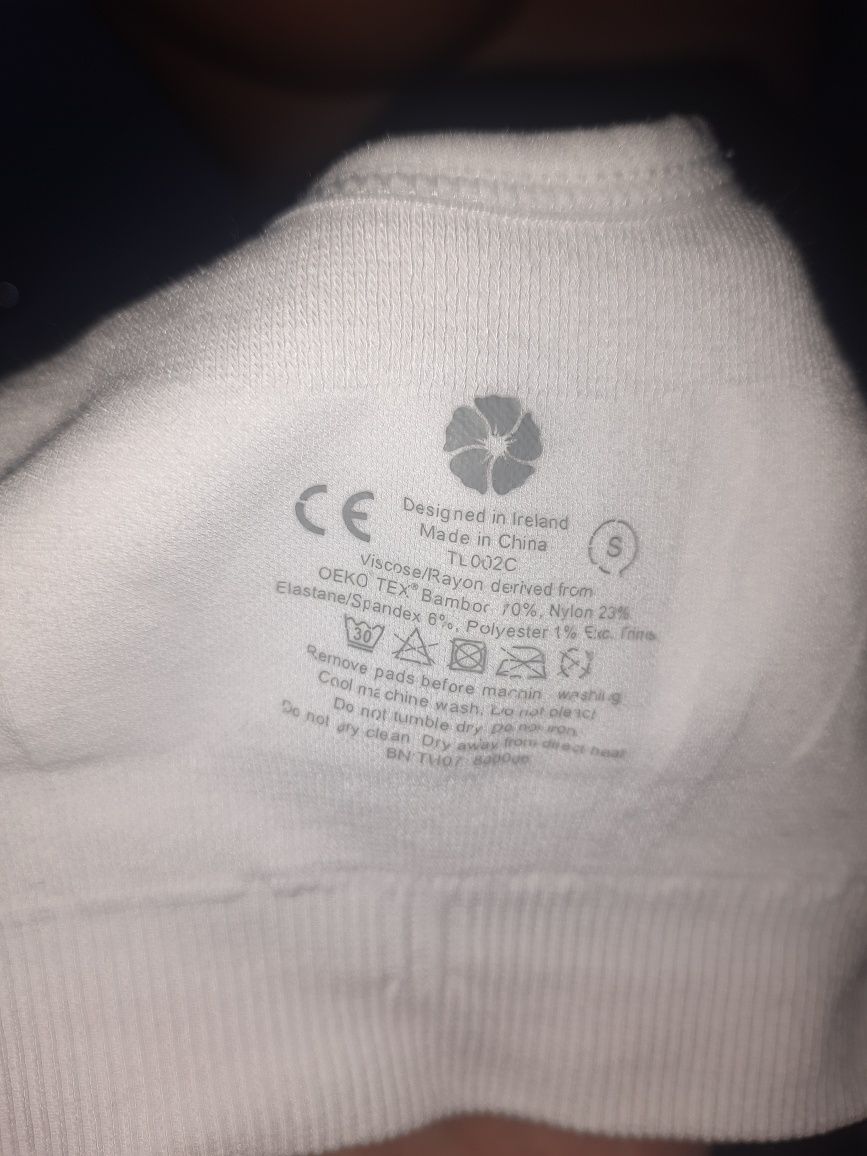 CE
Designed in Ireland
Made in China
S
TL002C
Viscose/Rayon derived from
OEKO TEX® Bamboo 70%, Nylon 23%
Elastane/Spandex 6%, Polyester 1% Exc. Trims
30
Remove pads before machine washing
Cool machine wash, Do not bleach
Do not tumble dry Do not iron
Do not dry clean Dry away from direct heat